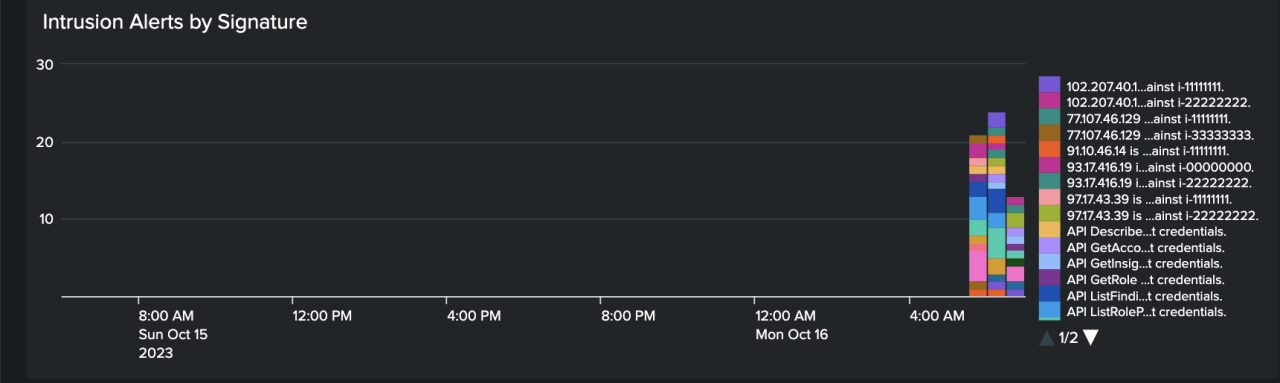 Intrusion Alerts by Signature
30
20
10
8:00 AM
Sun Oct 15
2023
12:00 PM
4:00 PM
8:00 PM
12:00 AM
Mon Oct 16
4:00 AM
102.207.40.1...ainst i-11111111.
102.207.40.1...ainst i-22222222.
77.107.46.129 ...ainst i-11111111.
77.107.46.129 ...ainst i-33333333.
91.10.46.14 is ...ainst i-11111111.
93.17.416.19 i...ainst i-00000000.
93.17.416.19 i...ainst i-22222222.
97.17.43.39 is ...ainst i-11111111.
97.17.43.39 is ...ainst i-22222222.
API Describe...t credentials.
API GetAcco...t credentials.
API GetInsig...t credentials.
API GetRole ...t credentials.
API ListFindi...t credentials.
API ListRoleP...t credentials.
1/2